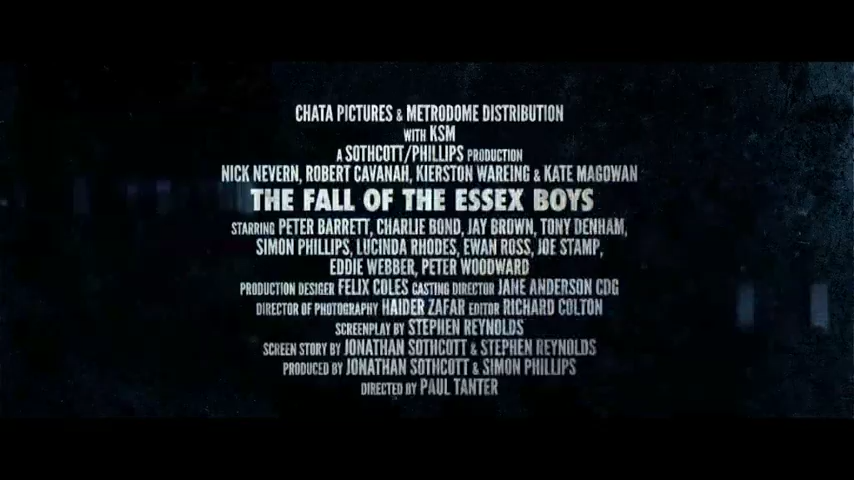 CHATA PICTURES & METRODOME DISTRIBUTION
WITH KSM
A SOTHCOTT/PHILLIPS PRODUCTION
NICK NEVERN, ROBERT CAVANAH, KIERSTON WAREING & KATE MAGOWAN
THE FALL OF THE ESSEX BOYS
STARRING PETER BARRETT, CHARLIE BOND, JAY BROWN, TONY DENHAM,
SIMON PHILLIPS, LUCINDA RHODES, EWAN ROSS, JOE STAMP,
EDDIE WEBBER, PETER WOODWARD
PRODUCTION DESIGER FELIX COLES CASTING DIRECTOR JANE ANDERSON CDG
DIRECTOR OF PHOTOGRAPHY HAIDER ZAFAR EDITOR RICHARD COLTON
SCREENPLAY BY STEPHEN REYNOLDS
SCREEN STORY BY JONATHAN SOTHCOTT & STEPHEN REYNOLDS
PRODUCED BY JONATHAN SOTHCOTT & SIMON PHILLIPS
DIRECTED BY PAUL TANTER